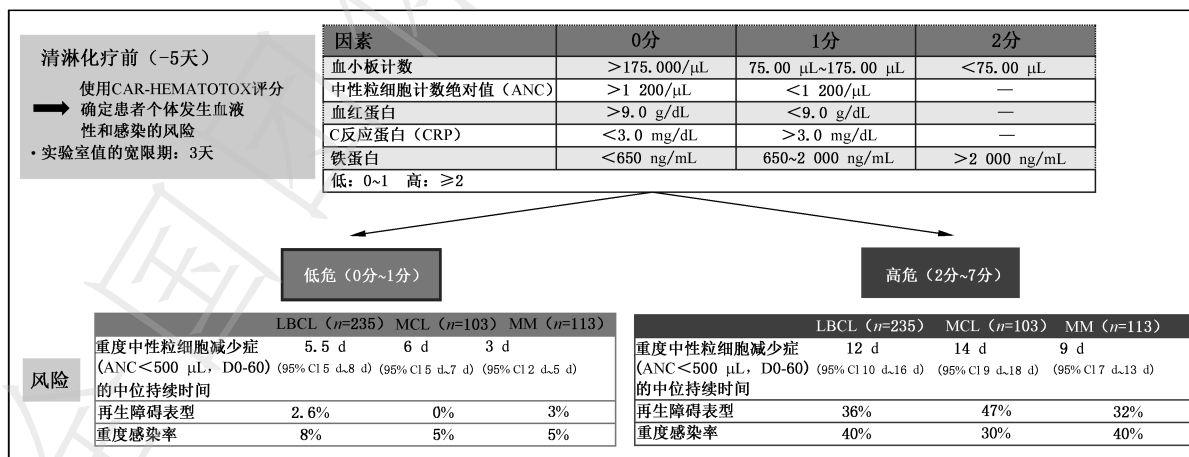 清淋化疗前（-5天）
使用CAR-HEMATOTOX评分
确定患者个体发生血液
性和感染的风险
·实验室值的宽限期：3天
因素 0分 1分 2分
血小板计数 >175.000/μL 75.00 μL~175.00 μL <75.00 μL
中性粒细胞计数绝对值（ANC） >1 200/μL <1 200/μL —
血红蛋白 >9.0 g/dL <9.0 g/dL —
C反应蛋白（CRP） <3.0 mg/dL >3.0 mg/dL —
铁蛋白 <650 ng/mL 650~2 000 ng/mL >2 000 ng/mL
低：0~1 高：≥2
低危（0分~1分）
高危（2分~7分）
风险
LBCL（n=235） MCL（n=103） MM（n=113）
重度中性粒细胞减少症 5.5 d 6 d 3 d
(ANC<500 μL，D0-60) (95% CI 5 d~8 d) (95% CI 5 d~7 d) (95% CI 2 d~5 d)
的中位持续时间
再生障碍表型 2.6% 0% 3%
重度感染率 8% 5% 5%
LBCL（n=235） MCL（n=103） MM（n=113）
重度中性粒细胞减少症 12 d 14 d 9 d
(ANC<500 μL，D0-60) (95% CI 10 d~16 d) (95% CI 9 d~18 d) (95% CI 7 d~13 d)
的中位持续时间
再生障碍表型 36% 47% 32%
重度感染率 40% 30% 40%